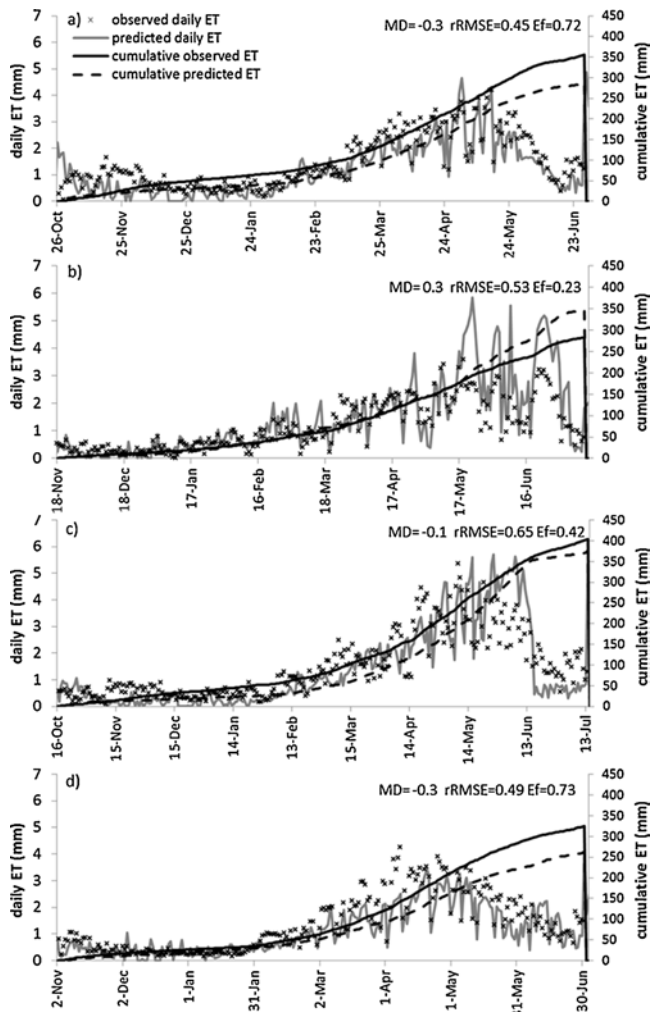 a)
× observed daily ET
predicted daily ET
cumulative observed ET
cumulative predicted ET
MD= -0.3 rRMSE=0.45 Ef=0.72
daily ET (mm)
7
6
5
4
3
2
1
0
cumulative ET (mm)
450
400
350
300
250
200
150
100
50
0
26-Oct
25-Nov
25-Dec
24-Jan
23-Feb
25-Mar
24-Apr
24-May
23-Jun
b)
MD= 0.3 rRMSE=0.53 Ef=0.23
daily ET (mm)
7
6
5
4
3
2
1
0
cumulative ET (mm)
450
400
350
300
250
200
150
100
50
0
18-Nov
18-Dec
17-Jan
16-Feb
18-Mar
17-Apr
17-May
16-Jun
c)
MD= -0.1 rRMSE=0.65 Ef=0.42
daily ET (mm)
7
6
5
4
3
2
1
0
cumulative ET (mm)
450
400
350
300
250
200
150
100
50
0
16-Oct
15-Nov
15-Dec
14-Jan
13-Feb
15-Mar
14-Apr
14-May
13-Jun
13-Jul
d)
MD= -0.3 rRMSE=0.49 Ef=0.73
daily ET (mm)
7
6
5
4
3
2
1
0
cumulative ET (mm)
450
400
350
300
250
200
150
100
50
0
2-Nov
2-Dec
1-Jan
31-Jan
2-Mar
1-Apr
1-May
31-May
30-Jun